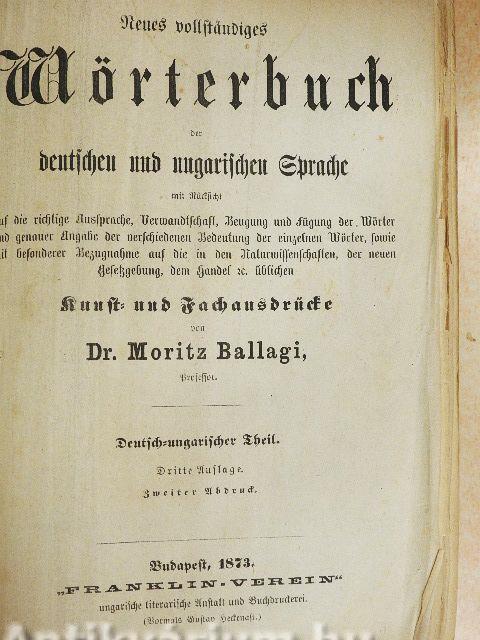 Neues vollständiges
Wörterbuch
der
deutschen und ungarischen Sprache
mit Rücksicht
auf die richtige Aussprache, Verwandtschaft, Beugung und Fügung der Wörter
und genauer Angabe der verschiedenen Bedeutung der einzelnen Wörter, sowie
mit besonderer Bezugnahme auf die in den Naturwissenschaften, der neuen
Gesetzgebung, dem Handel ꝛc. üblichen
Kunst- und Fachausdrücke
von
Dr. Moritz Ballagi,
Professor.
Deutsch-ungarischer Theil.
Dritte Auflage.
Zweiter Abdruck.
Budapest, 1873.
„FRANKLIN-VEREIN“
ungarische literarische Anstalt und Buchdruckerei.
(Vormals Gustav Heckenast.)